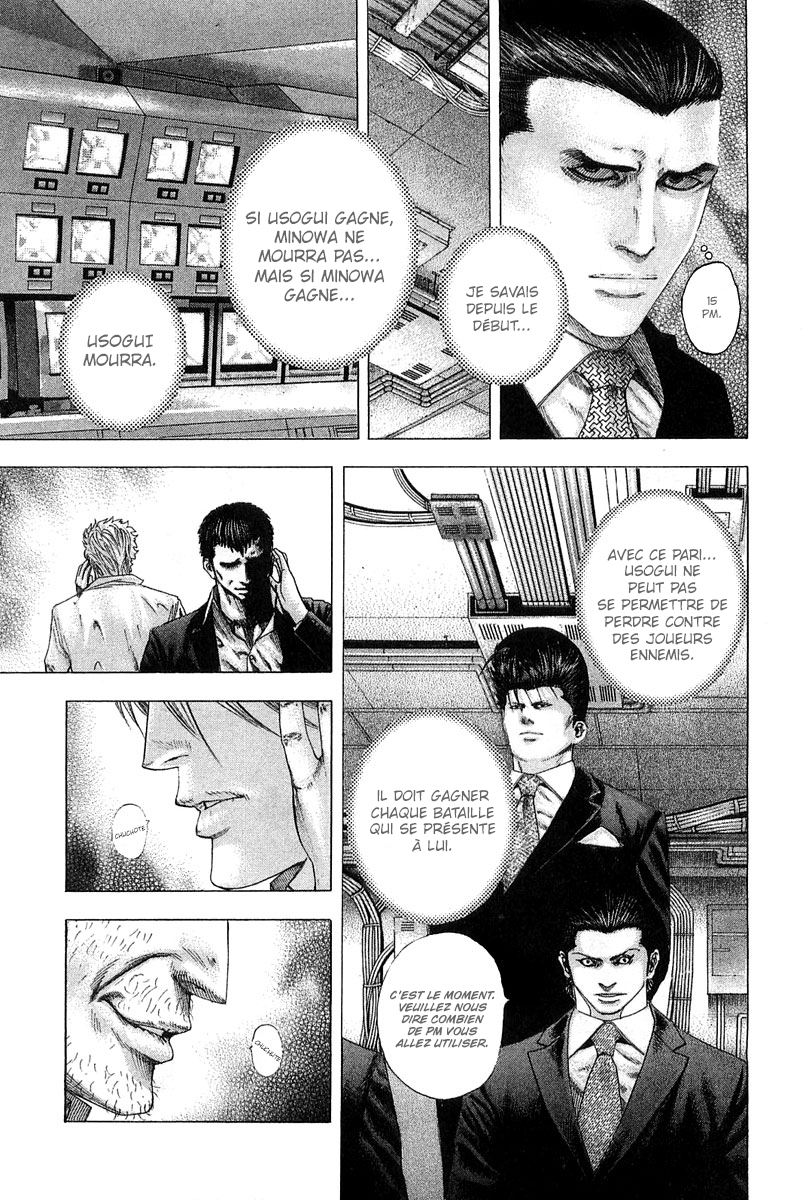 15
PM.
JE SAVAIS
DEPUIS LE
DÉBUT...
SI USOGUI GAGNE,
MINOWA NE
MOURRA PAS...
MAIS SI MINOWA
GAGNE...
USOGUI
MOURRA.
AVEC CE PARI...
USOGUI NE
PEUT PAS
SE PERMETTRE DE
PERDRE CONTRE
DES JOUEURS
ENNEMIS.
IL DOIT GAGNER
CHAQUE BATAILLE
QUI SE PRÉSENTE
À LUI.
C'EST LE MOMENT.
VEUILLEZ NOUS
DIRE COMBIEN
DE PM VOUS
ALLEZ UTILISER.
CHUCHOTE
CHUCHOTE